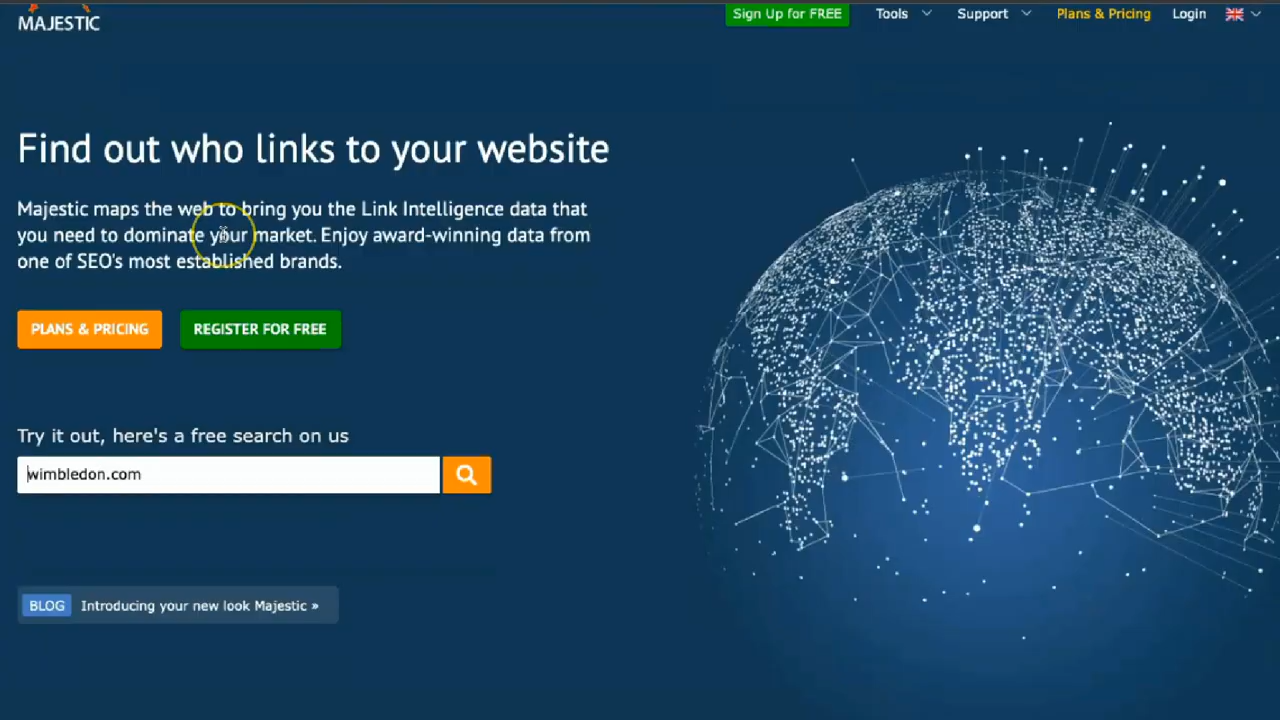 MAJESTIC
Sign Up for FREE
Tools
Support
Plans & Pricing
Login
Find out who links to your website
Majestic maps the web to bring you the Link Intelligence data that
you need to dominate your market. Enjoy award-winning data from
one of SEO's most established brands.
PLANS & PRICING
REGISTER FOR FREE
Try it out, here's a free search on us
wimbledon.com
BLOG Introducing your new look Majestic »